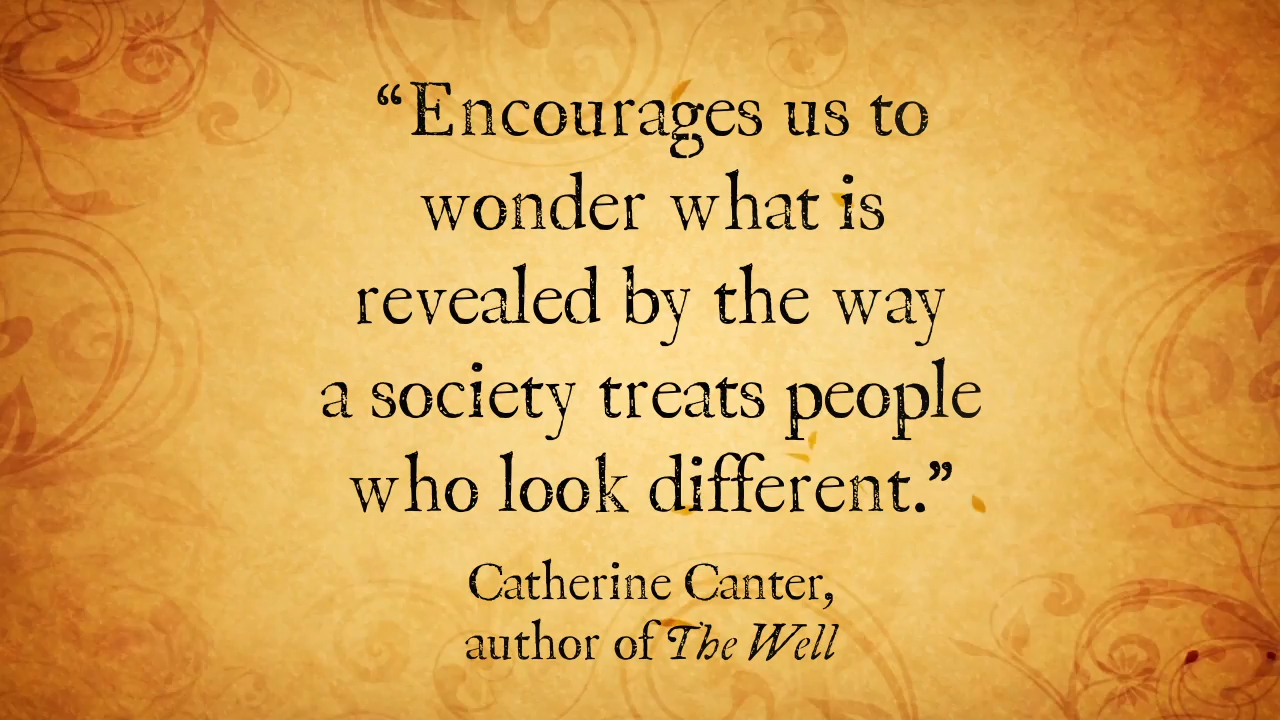 “Encourages us to
wonder what is
revealed by the way
a society treats people
who look different.”
Catherine Canter,
author of The Well